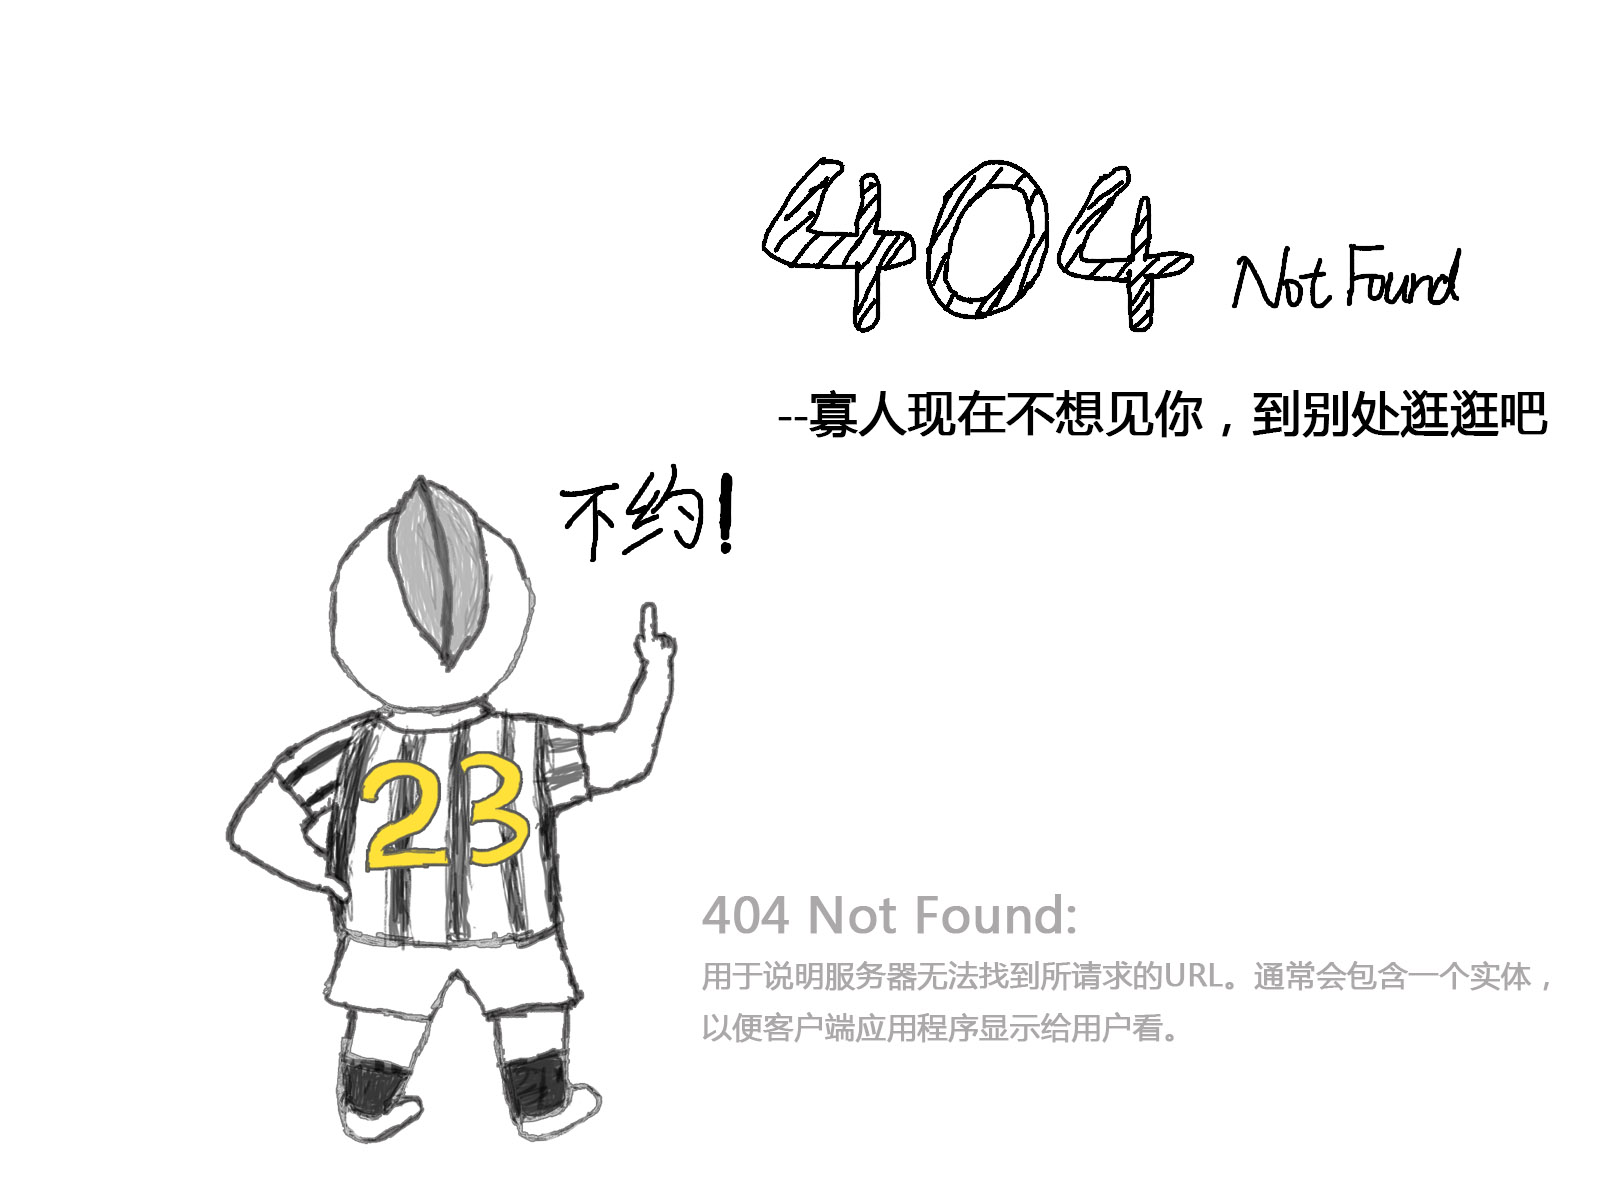 404 Not Found
--寡人现在不想见你，到别处逛逛吧
不约!
23
404 Not Found:
用于说明服务器无法找到所请求的URL。通常会包含一个实体，
以便客户端应用程序显示给用户看。